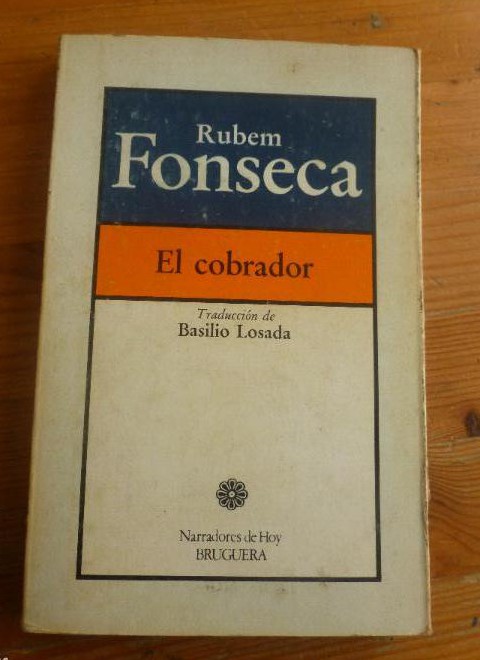 Rubem
Fonseca
El cobrador
Traducción de
Basilio Losada
Narradores de Hoy
BRUGUERA